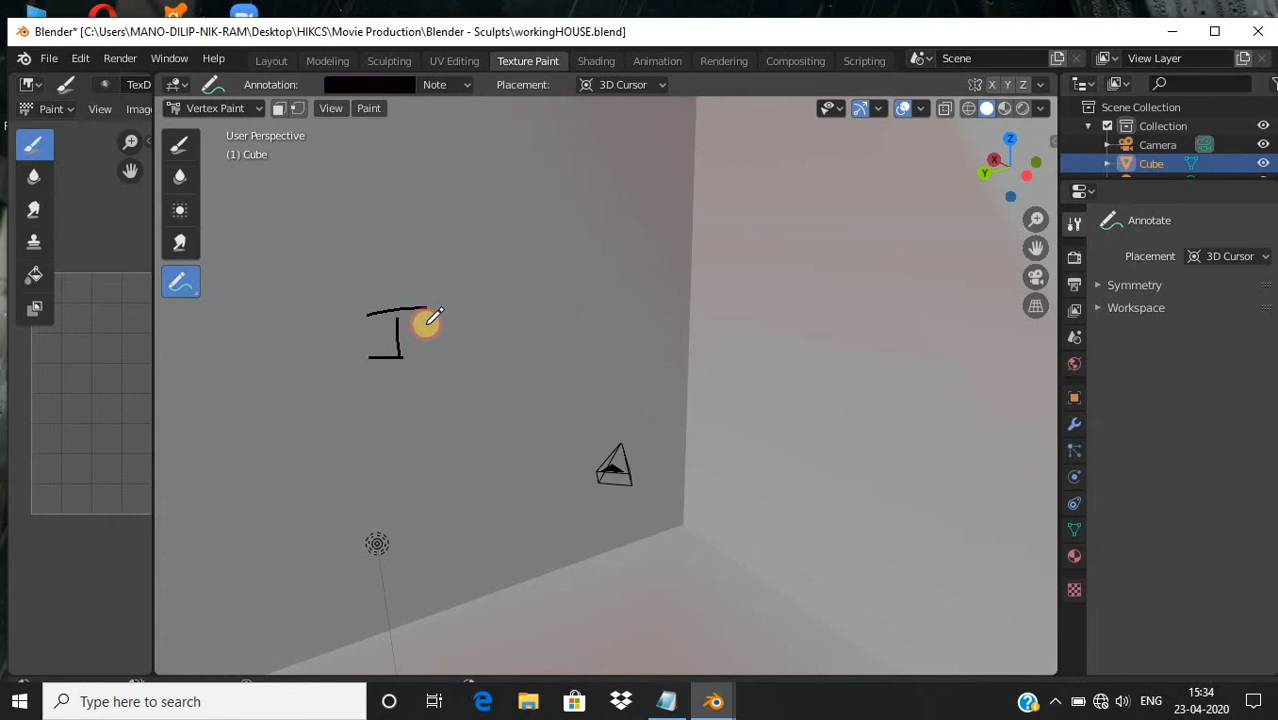 Blender* [C:\Users\MANO-DILIP-NIK-RAM\Desktop\HIKCS\Movie Production\Blender - Sculpts\workingHOUSE.blend]
File Edit Render Window Help Layout Modeling Sculpting UV Editing Texture Paint Shading Animation Rendering Compositing Scripting Scene View Layer
TexD Annotation: Note Placement: 3D Cursor X Y Z
Paint View Imag Vertex Paint View Paint
Scene Collection
Collection
Camera
Cube
User Perspective
(1) Cube
Z
X
Y
Annotate
Placement 3D Cursor
Symmetry
Workspace
Type here to search
ENG
15:34
23-04-2020